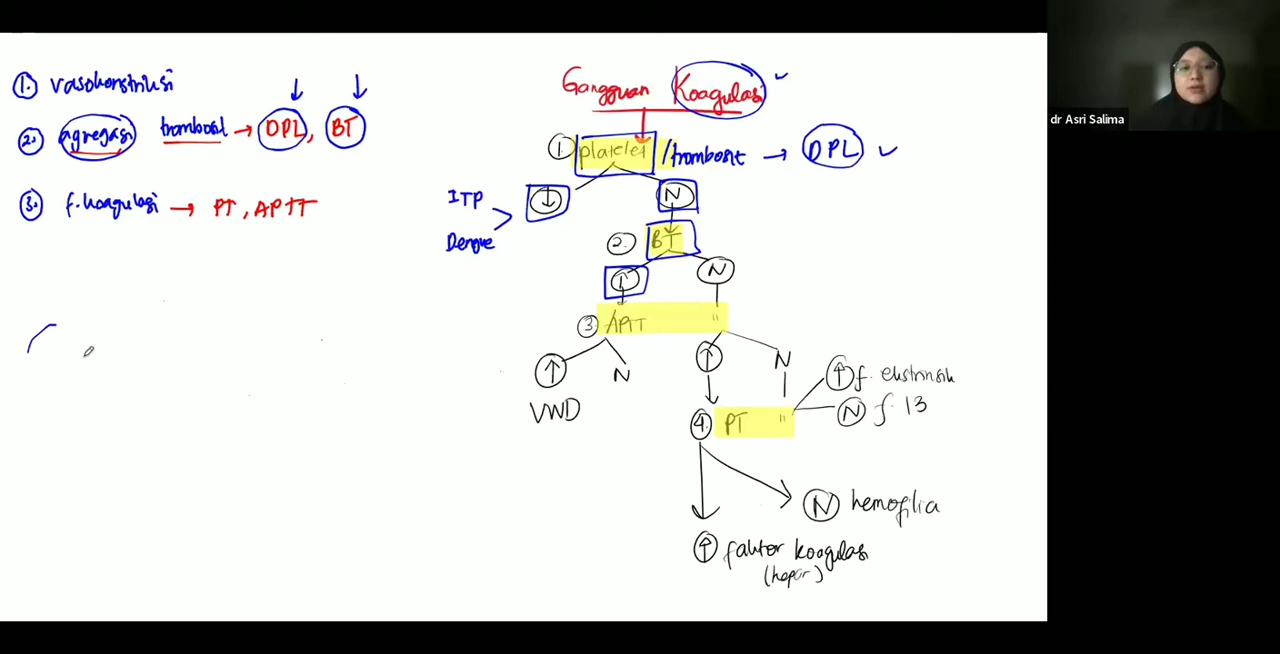 1. vasokonstriksi
2. agregasi trombosit → DPL, BT
3. f. koagulasi → PT, APTT
Gangguan Koagulasi
1. platelet / trombosit → DPL
ITP
Dengue
↓ N
2. BT
↑ N
3. APTT "
↑ N ↑ N
VWD
↑ f. ekstrinsik
N f. 13
4. PT "
N hemofilia
↑ faktor koagulasi
(hepar)
dr Asri Salima